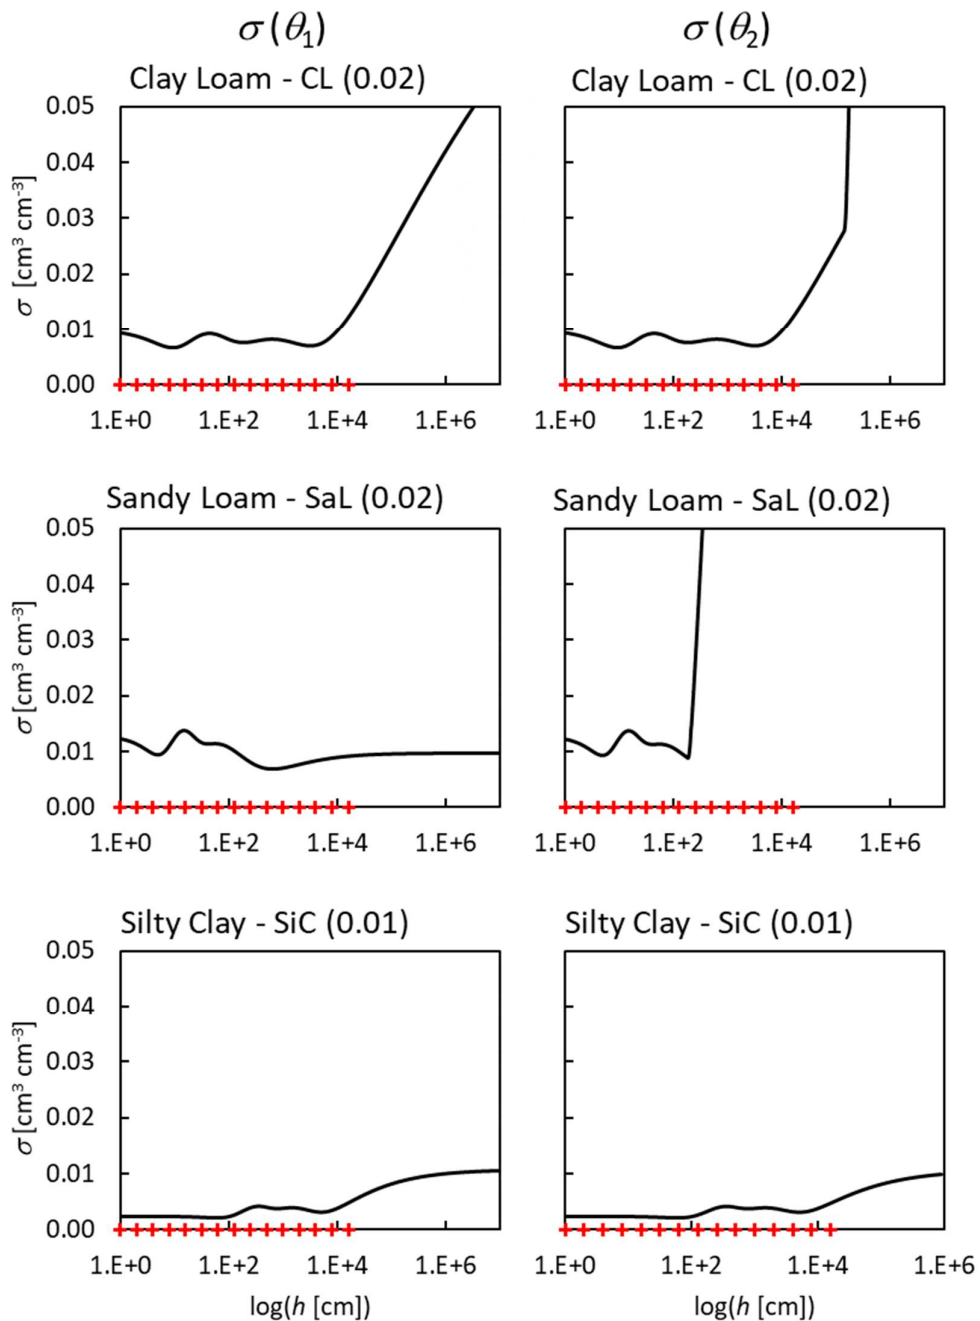 σ(θ₁) σ(θ₂)
Clay Loam - CL (0.02) Clay Loam - CL (0.02)
0.05
0.04
0.03
0.02
0.01
0.00
σ [cm³ cm⁻³]
1.E+0 1.E+2 1.E+4 1.E+6 1.E+0 1.E+2 1.E+4 1.E+6
Sandy Loam - SaL (0.02) Sandy Loam - SaL (0.02)
0.05
0.04
0.03
0.02
0.01
0.00
σ [cm³ cm⁻³]
1.E+0 1.E+2 1.E+4 1.E+6 1.E+0 1.E+2 1.E+4 1.E+6
Silty Clay - SiC (0.01) Silty Clay - SiC (0.01)
0.05
0.04
0.03
0.02
0.01
0.00
σ [cm³ cm⁻³]
1.E+0 1.E+2 1.E+4 1.E+6 1.E+0 1.E+2 1.E+4 1.E+6
log(h [cm]) log(h [cm])